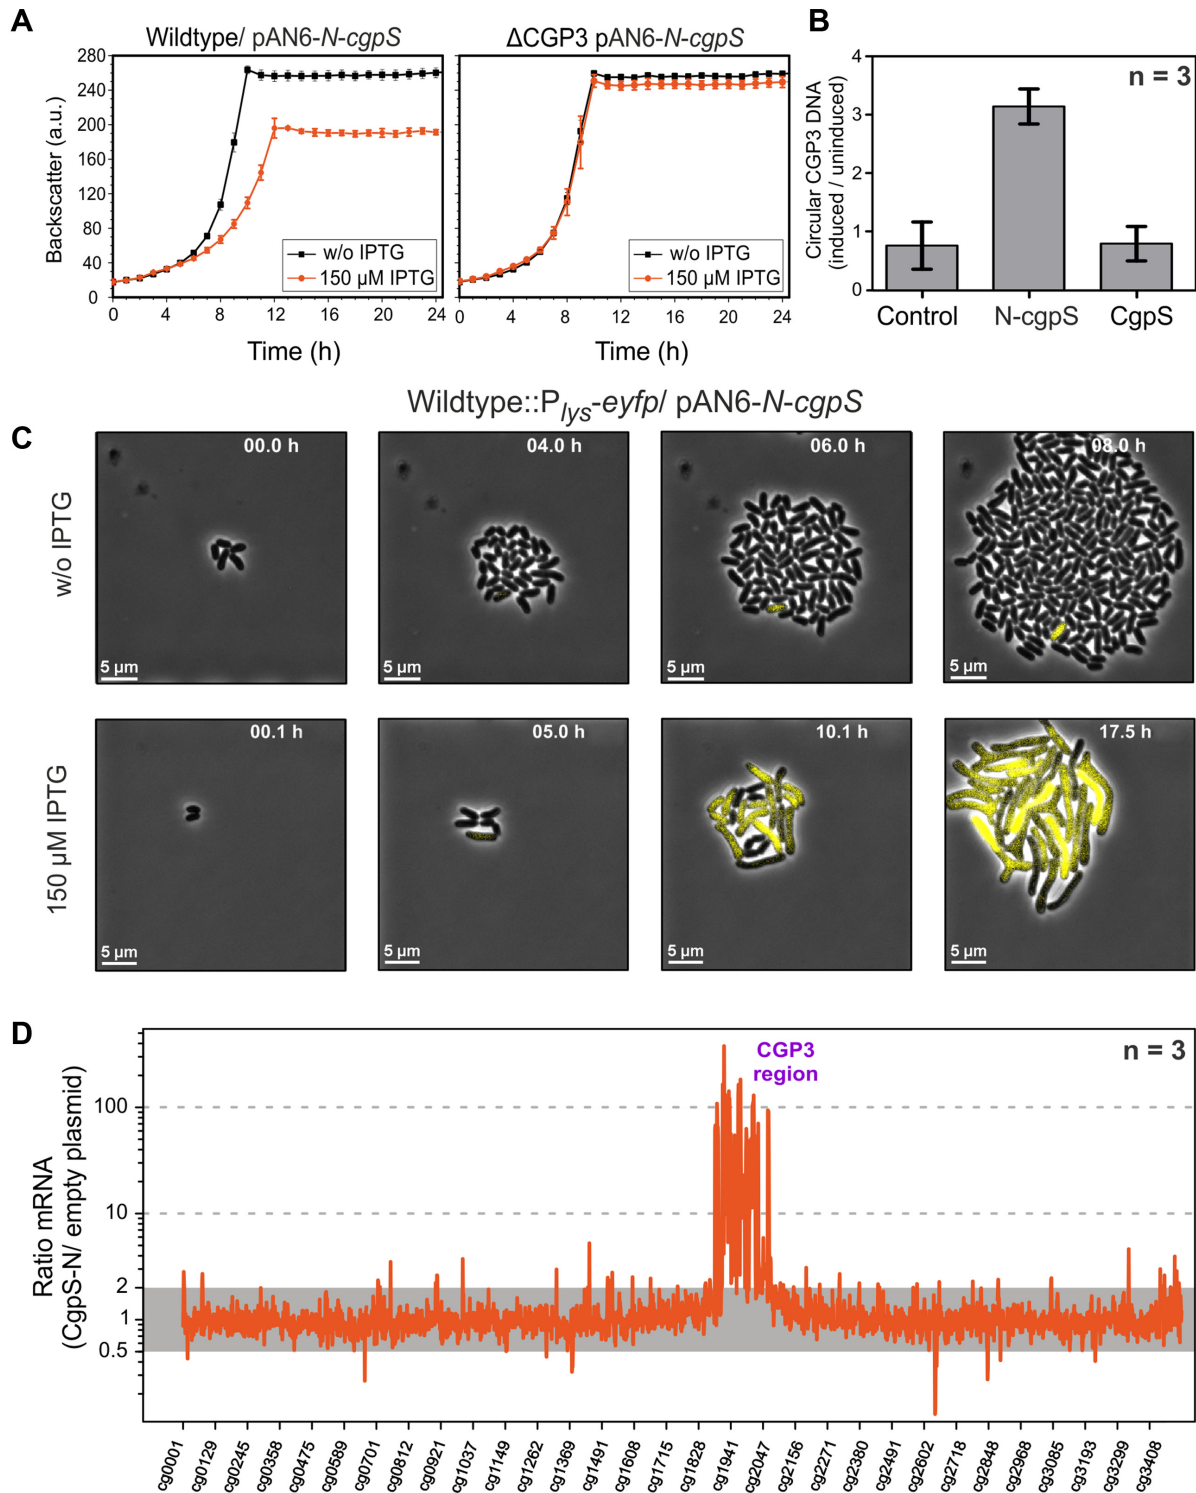 A
Wildtype/ pAN6-N-cgpS
ΔCGP3 pAN6-N-cgpS
Backscatter (a.u.)
280
240
200
160
120
80
40
0
w/o IPTG
150 µM IPTG
w/o IPTG
150 µM IPTG
0 4 8 12 16 20 24
0 4 8 12 16 20 24
Time (h)
Time (h)
B
Circular CGP3 DNA
(induced / uninduced)
4
3
2
1
0
n = 3
Control N-cgpS CgpS
Wildtype::Plys-eyfp/ pAN6-N-cgpS
C
w/o IPTG
00.0 h
5 µm
04.0 h
5 µm
06.0 h
5 µm
08.0 h
5 µm
150 µM IPTG
00.1 h
5 µm
05.0 h
5 µm
10.1 h
5 µm
17.5 h
5 µm
D
Ratio mRNA
(CgpS-N/ empty plasmid)
100
10
2
1
0.5
CGP3
region
n = 3
cg0001
cg0129
cg0245
cg0358
cg0475
cg0589
cg0701
cg0812
cg0921
cg1037
cg1149
cg1262
cg1369
cg1491
cg1608
cg1715
cg1828
cg1941
cg2047
cg2156
cg2271
cg2380
cg2491
cg2602
cg2718
cg2848
cg2968
cg3085
cg3193
cg3299
cg3408